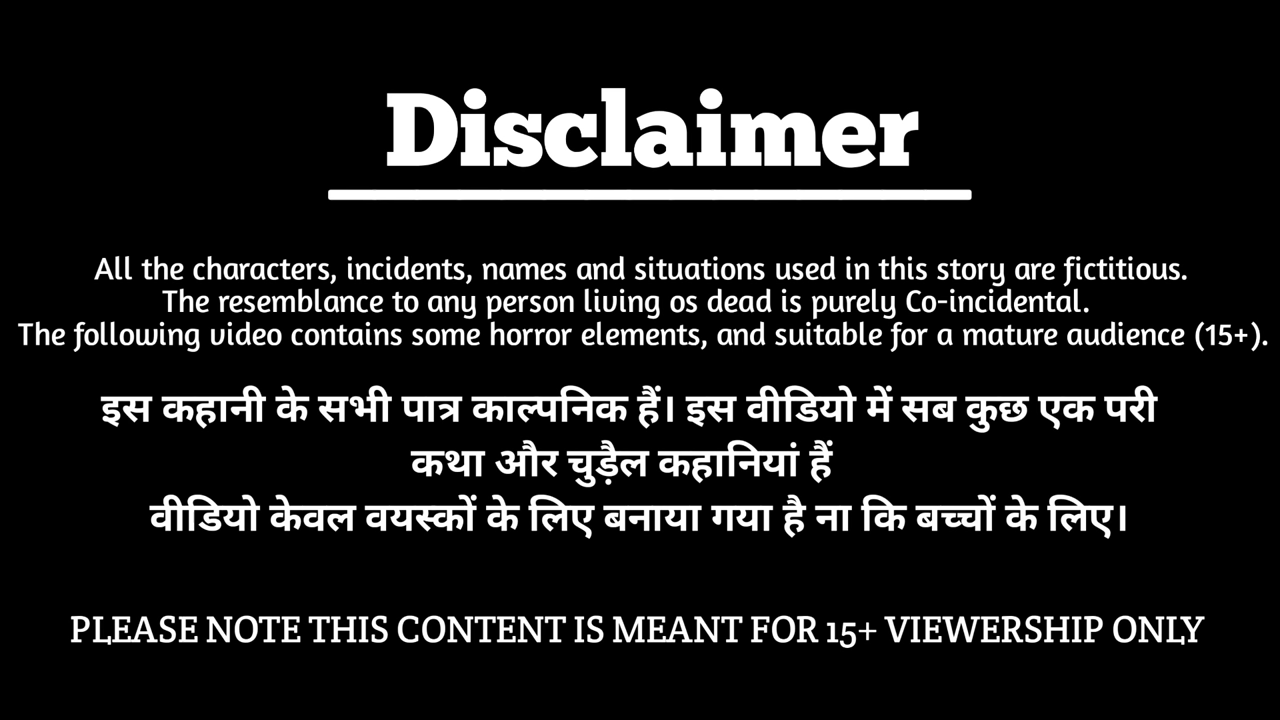 Disclaimer
All the characters, incidents, names and situations used in this story are fictitious.
The resemblance to any person living os dead is purely Co-incidental.
The following video contains some horror elements, and suitable for a mature audience (15+).
इस कहानी के सभी पात्र काल्पनिक हैं। इस वीडियो में सब कुछ एक परी
कथा और चुड़ैल कहानियां हैं
वीडियो केवल वयस्कों के लिए बनाया गया है ना कि बच्चों के लिए।
PLEASE NOTE THIS CONTENT IS MEANT FOR 15+ VIEWERSHIP ONLY